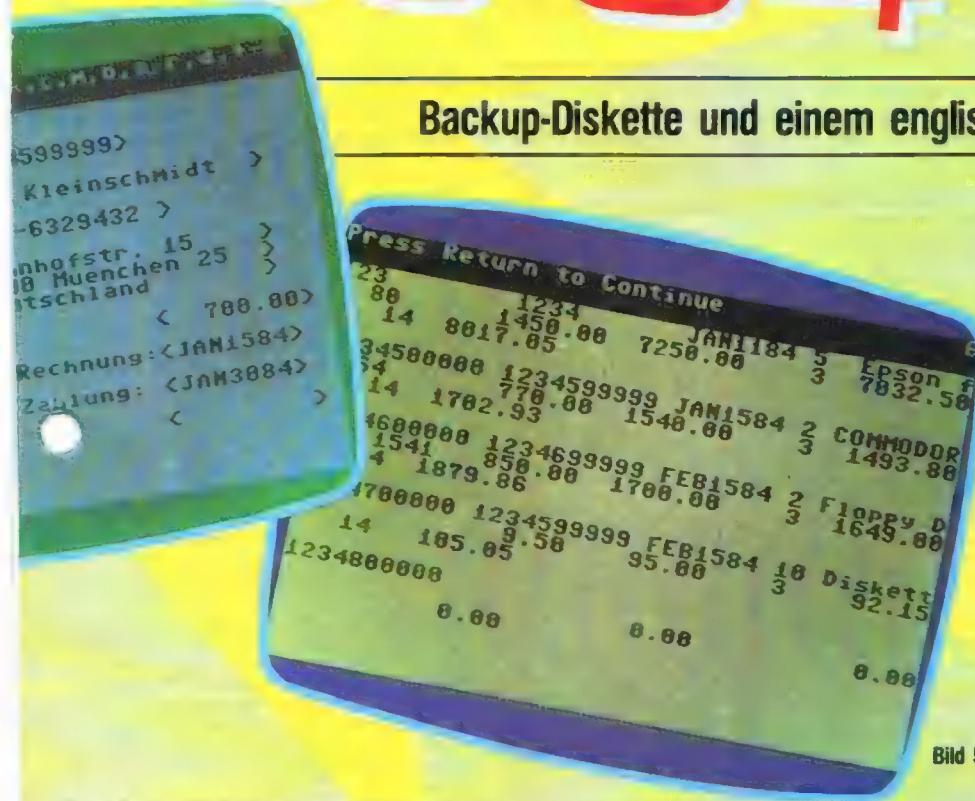 Backup-Diskette und einem englis
599999>
Kleinschmidt >
-6329432 >
nhofstr. 15 >
Muenchen 25 >
tschland >
< 700.00>
Rechnung:<JAN1584>
Zahlung: <JAN3084>
< >
Press Return to Continue
23 1234 JAN1184 5 Epson
80 1450.00 7250.00 3 7032.50
14 8017.05
34500000 1234599999 JAN1584 2 COMMODOR
64 770.00 1540.00 3 1493.80
14 1702.93
4600000 1234699999 FEB1584 2 Floppy D
1541 850.00 1700.00 3 1649.00
4 1879.86
4700000 1234599999 FEB1584 10 Diskett
9.50 95.00 3 92.15
14 105.05
1234800000
0.00 0.00 0.00
Bild